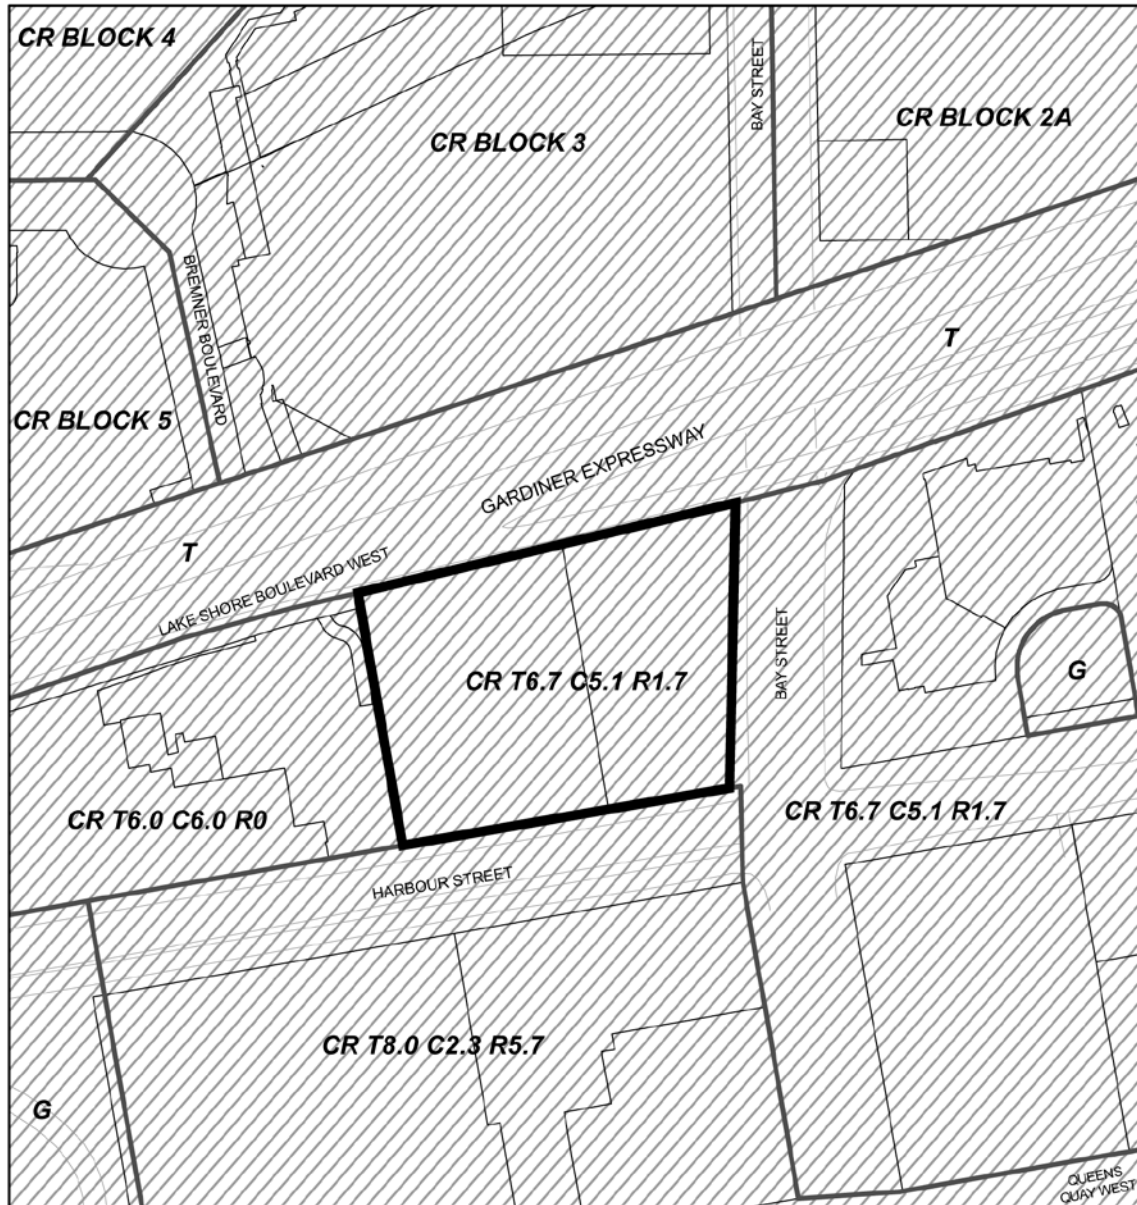 CR BLOCK 4
BAY STREET
CR BLOCK 2A
CR BLOCK 3
BREMNER BOULEVARD
T
CR BLOCK 5
GARDINER EXPRESSWAY
T
LAKE SHORE BOULEVARD WEST
BAY STREET
CR T6.7 C5.1 R1.7
G
CR T6.0 C6.0 R0
CR T6.7 C5.1 R1.7
HARBOUR STREET
CR T8.0 C2.3 R5.7
G
QUEENS
QUAY WEST